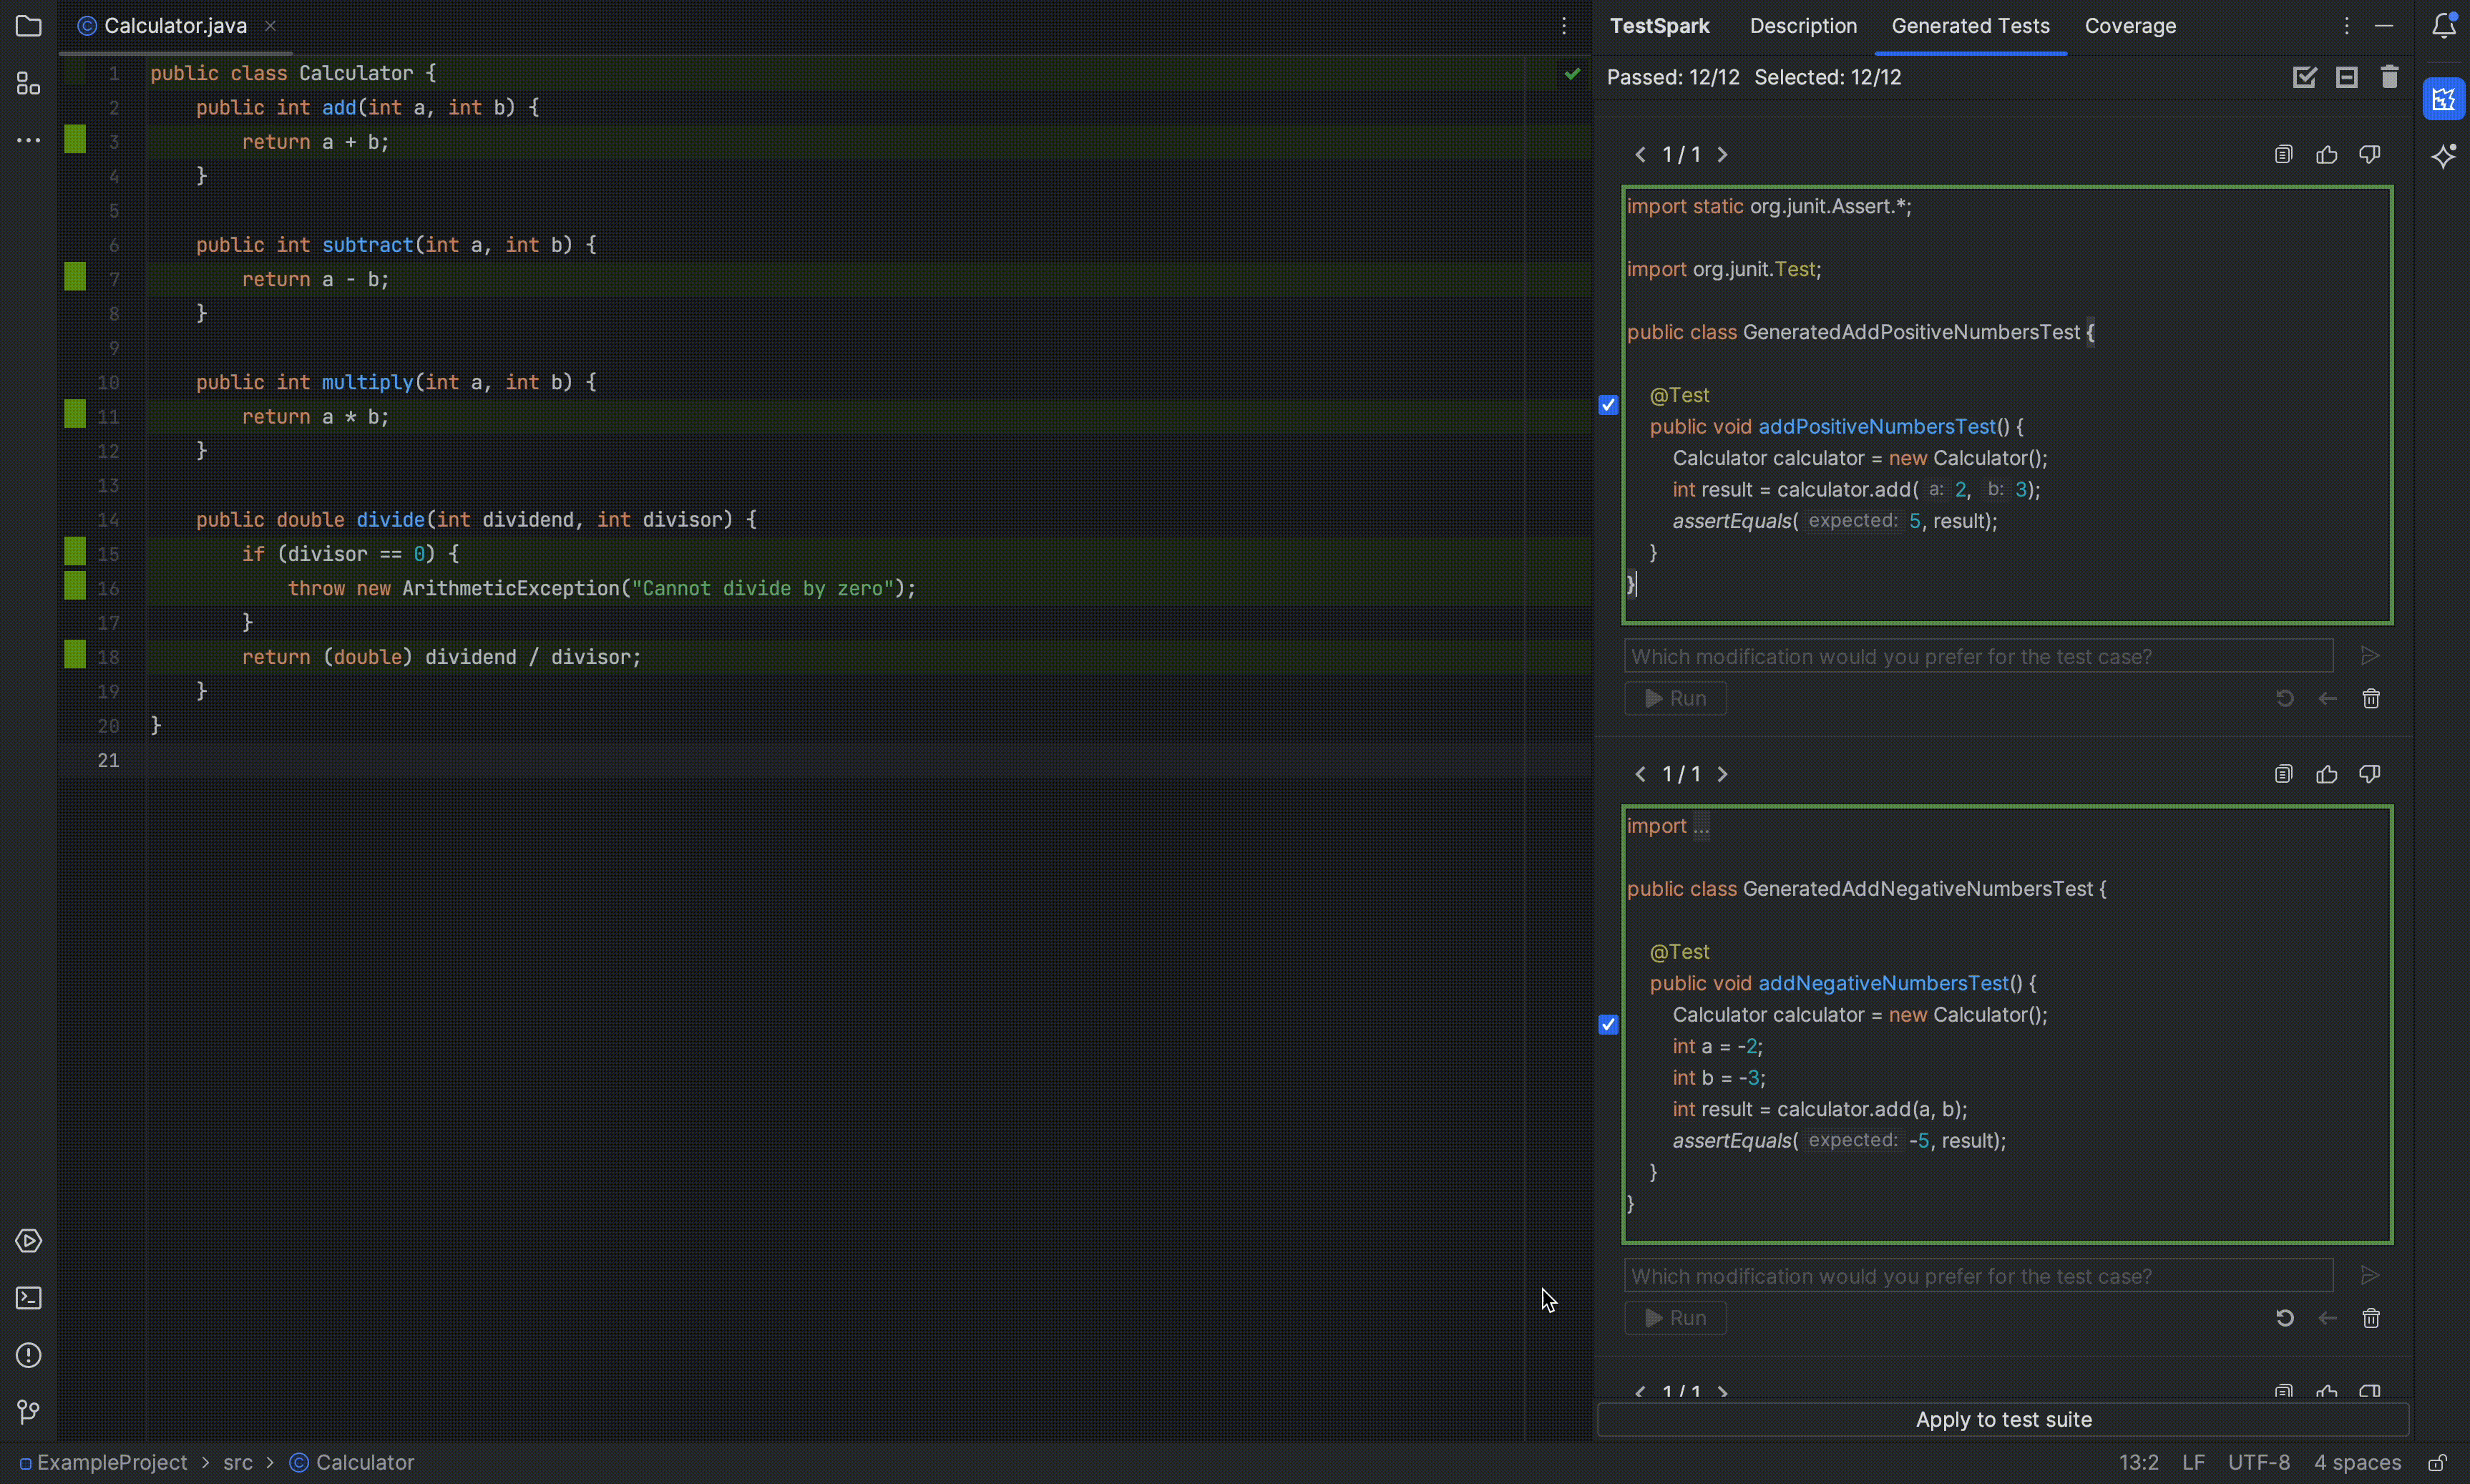 Calculator.java
1 public class Calculator {
2 public int add(int a, int b) {
3 return a + b;
4 }
5
6 public int subtract(int a, int b) {
7 return a - b;
8 }
9
10 public int multiply(int a, int b) {
11 return a * b;
12 }
13
14 public double divide(int dividend, int divisor) {
15 if (divisor == 0) {
16 throw new ArithmeticException("Cannot divide by zero");
17 }
18 return (double) dividend / divisor;
19 }
20 }
21
TestSpark Description Generated Tests Coverage
Passed: 12/12 Selected: 12/12
1 / 1
import static org.junit.Assert.*;
import org.junit.Test;
public class GeneratedAddPositiveNumbersTest {
@Test
public void addPositiveNumbersTest() {
Calculator calculator = new Calculator();
int result = calculator.add( a: 2, b: 3);
assertEquals( expected: 5, result);
}
}
Which modification would you prefer for the test case?
Run
1 / 1
import ...
public class GeneratedAddNegativeNumbersTest {
@Test
public void addNegativeNumbersTest() {
Calculator calculator = new Calculator();
int a = -2;
int b = -3;
int result = calculator.add(a, b);
assertEquals( expected: -5, result);
}
}
Which modification would you prefer for the test case?
Run
1 / 1
Apply to test suite
ExampleProject > src > Calculator
13:2 LF UTF-8 4 spaces